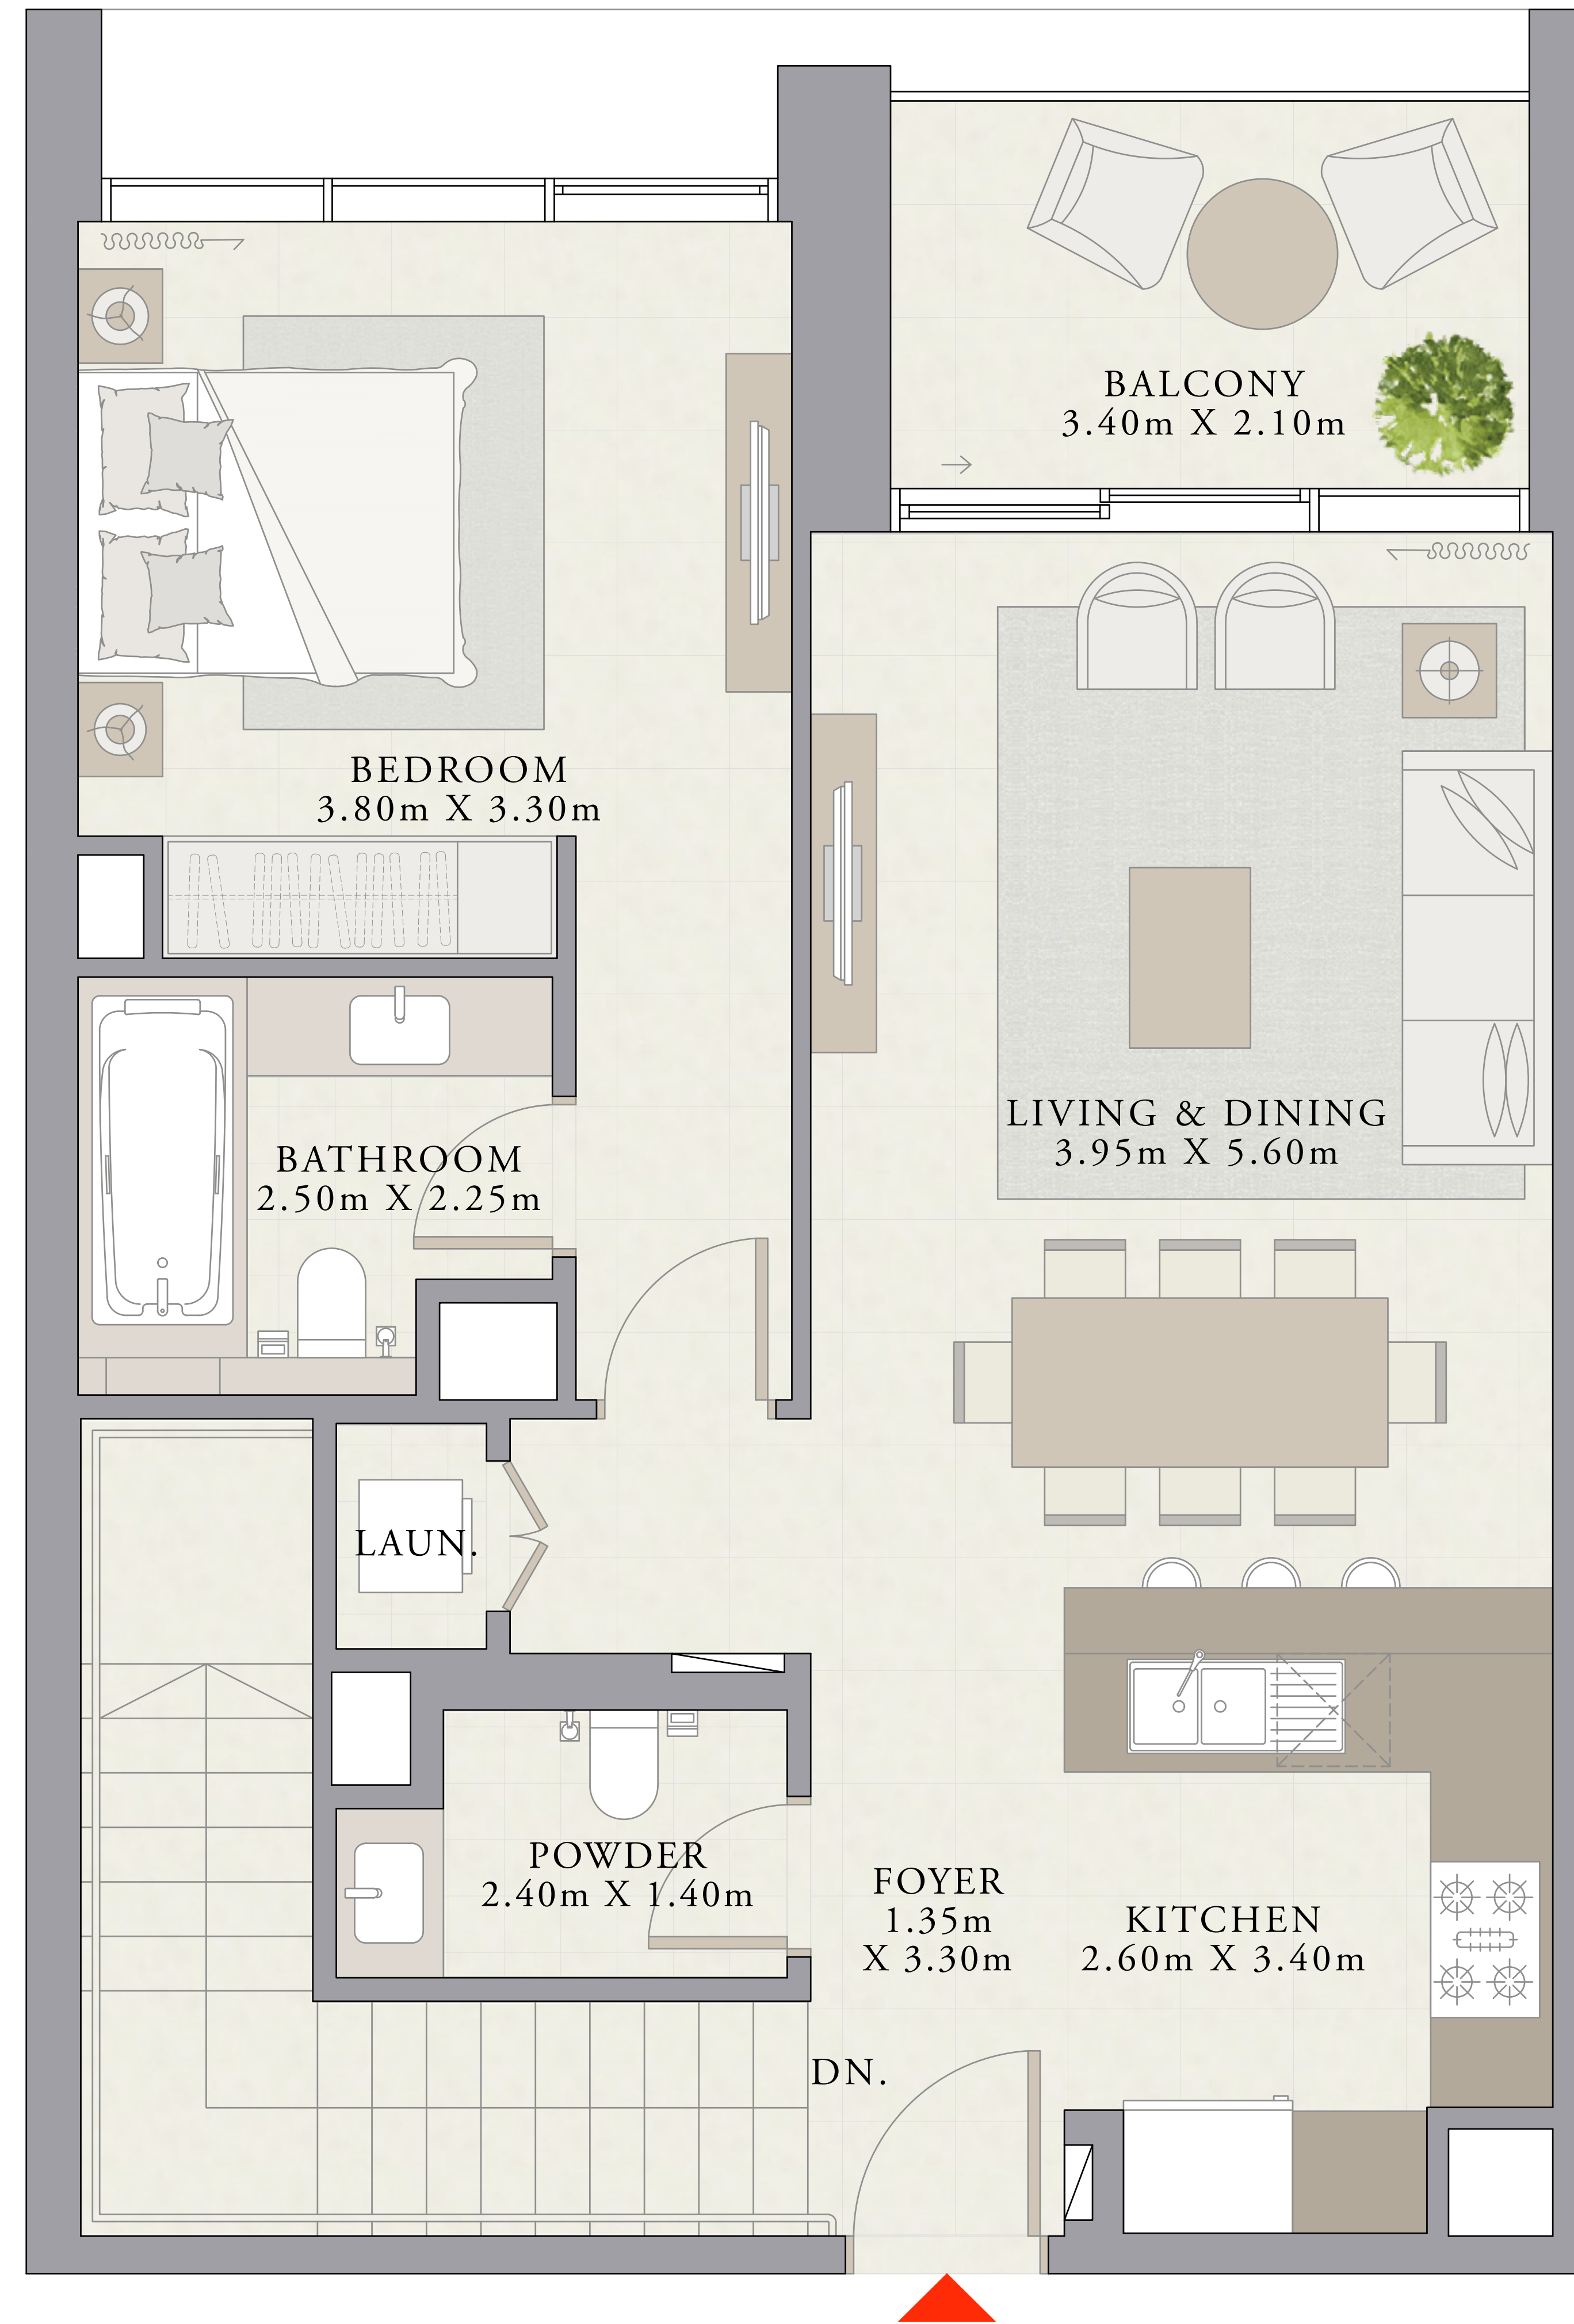 BALCONY
3.40m X 2.10m
BEDROOM
3.80m X 3.30m
LIVING & DINING
3.95m X 5.60m
BATHROOM
2.50m X 2.25m
LAUN.
POWDER
2.40m X 1.40m
FOYER
1.35m
X 3.30m
KITCHEN
2.60m X 3.40m
DN.